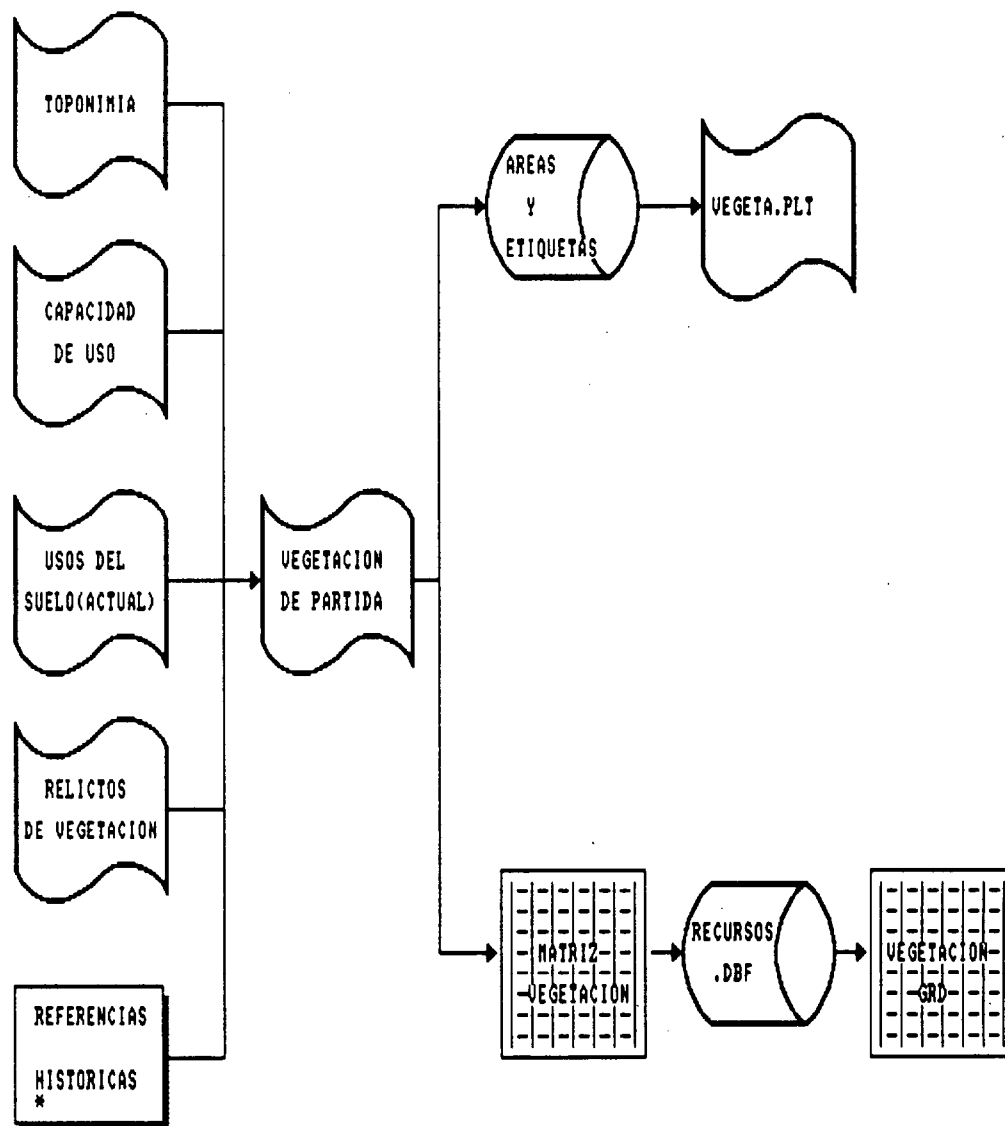 TOPONIMIA
CAPACIDAD
DE USO
USOS DEL
SUELO(ACTUAL)
RELICTOS
DE VEGETACION
REFERENCIAS
HISTORICAS
*
VEGETACION
DE PARTIDA
AREAS
Y
ETIQUETAS
VEGETA.PLT
MATRIZ
VEGETACION
RECURSOS
.DBF
VEGETACION
GRD